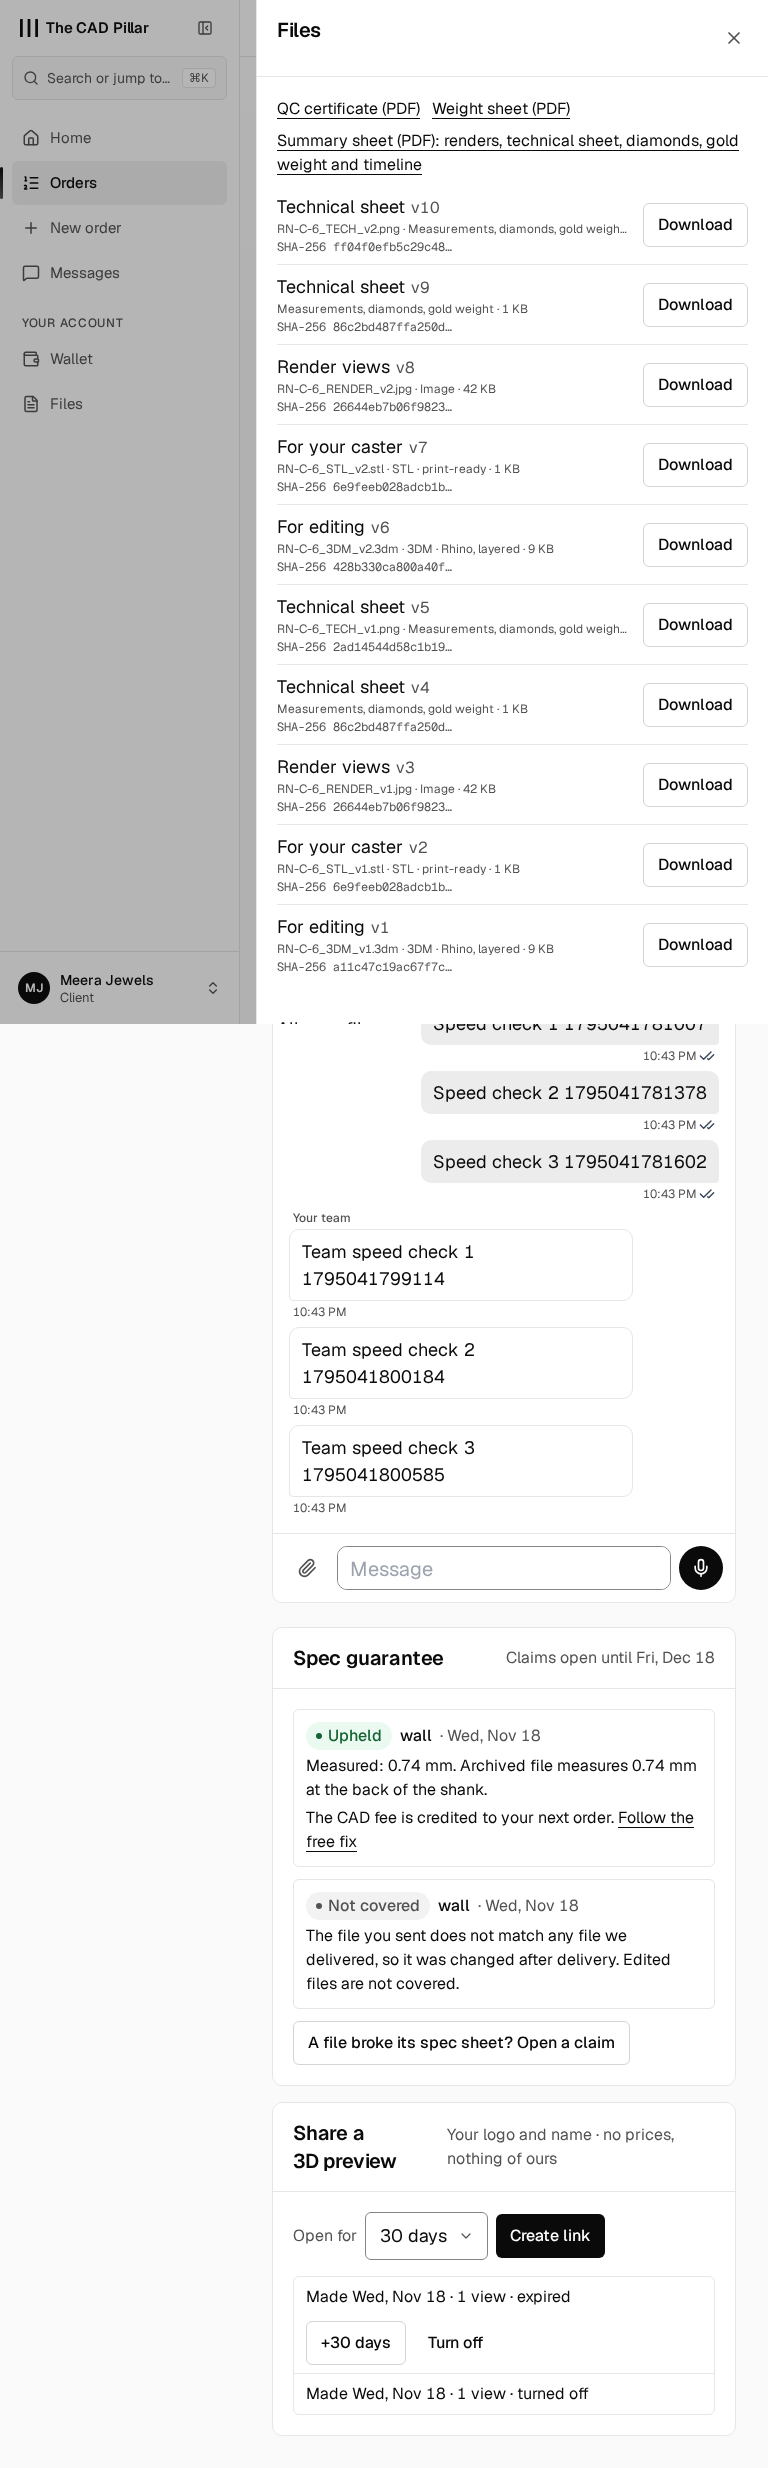 The CAD Pillar
Search or jump to... ⌘K
Home
Orders
New order
Messages
YOUR ACCOUNT
Wallet
Files
MJ
Meera Jewels
Client
Files
QC certificate (PDF) Weight sheet (PDF)
Summary sheet (PDF): renders, technical sheet, diamonds, gold
weight and timeline
Technical sheet v10
RN-C-6_TECH_v2.png · Measurements, diamonds, gold weigh...
SHA-256 ff04f0efb5c29c48...
Download
Technical sheet v9
Measurements, diamonds, gold weight · 1 KB
SHA-256 86c2bd487ffa250d...
Download
Render views v8
RN-C-6_RENDER_v2.jpg · Image · 42 KB
SHA-256 26644eb7b06f9823...
Download
For your caster v7
RN-C-6_STL_v2.stl · STL · print-ready · 1 KB
SHA-256 6e9feeb028adcb1b...
Download
For editing v6
RN-C-6_3DM_v2.3dm · 3DM · Rhino, layered · 9 KB
SHA-256 428b330ca800a40f...
Download
Technical sheet v5
RN-C-6_TECH_v1.png · Measurements, diamonds, gold weigh...
SHA-256 2ad14544d58c1b19...
Download
Technical sheet v4
Measurements, diamonds, gold weight · 1 KB
SHA-256 86c2bd487ffa250d...
Download
Render views v3
RN-C-6_RENDER_v1.jpg · Image · 42 KB
SHA-256 26644eb7b06f9823...
Download
For your caster v2
RN-C-6_STL_v1.stl · STL · print-ready · 1 KB
SHA-256 6e9feeb028adcb1b...
Download
For editing v1
RN-C-6_3DM_v1.3dm · 3DM · Rhino, layered · 9 KB
SHA-256 a11c47c19ac67f7c...
Download
Speed check 1 1795041781007
10:43 PM
Speed check 2 1795041781378
10:43 PM
Speed check 3 1795041781602
10:43 PM
Your team
Team speed check 1
1795041799114
10:43 PM
Team speed check 2
1795041800184
10:43 PM
Team speed check 3
1795041800585
10:43 PM
Message
Spec guarantee
Claims open until Fri, Dec 18
Upheld wall · Wed, Nov 18
Measured: 0.74 mm. Archived file measures 0.74 mm
at the back of the shank.
The CAD fee is credited to your next order. Follow the
free fix
Not covered wall · Wed, Nov 18
The file you sent does not match any file we
delivered, so it was changed after delivery. Edited
files are not covered.
A file broke its spec sheet? Open a claim
Share a
3D preview
Your logo and name · no prices,
nothing of ours
Open for 30 days Create link
Made Wed, Nov 18 · 1 view · expired
+30 days Turn off
Made Wed, Nov 18 · 1 view · turned off